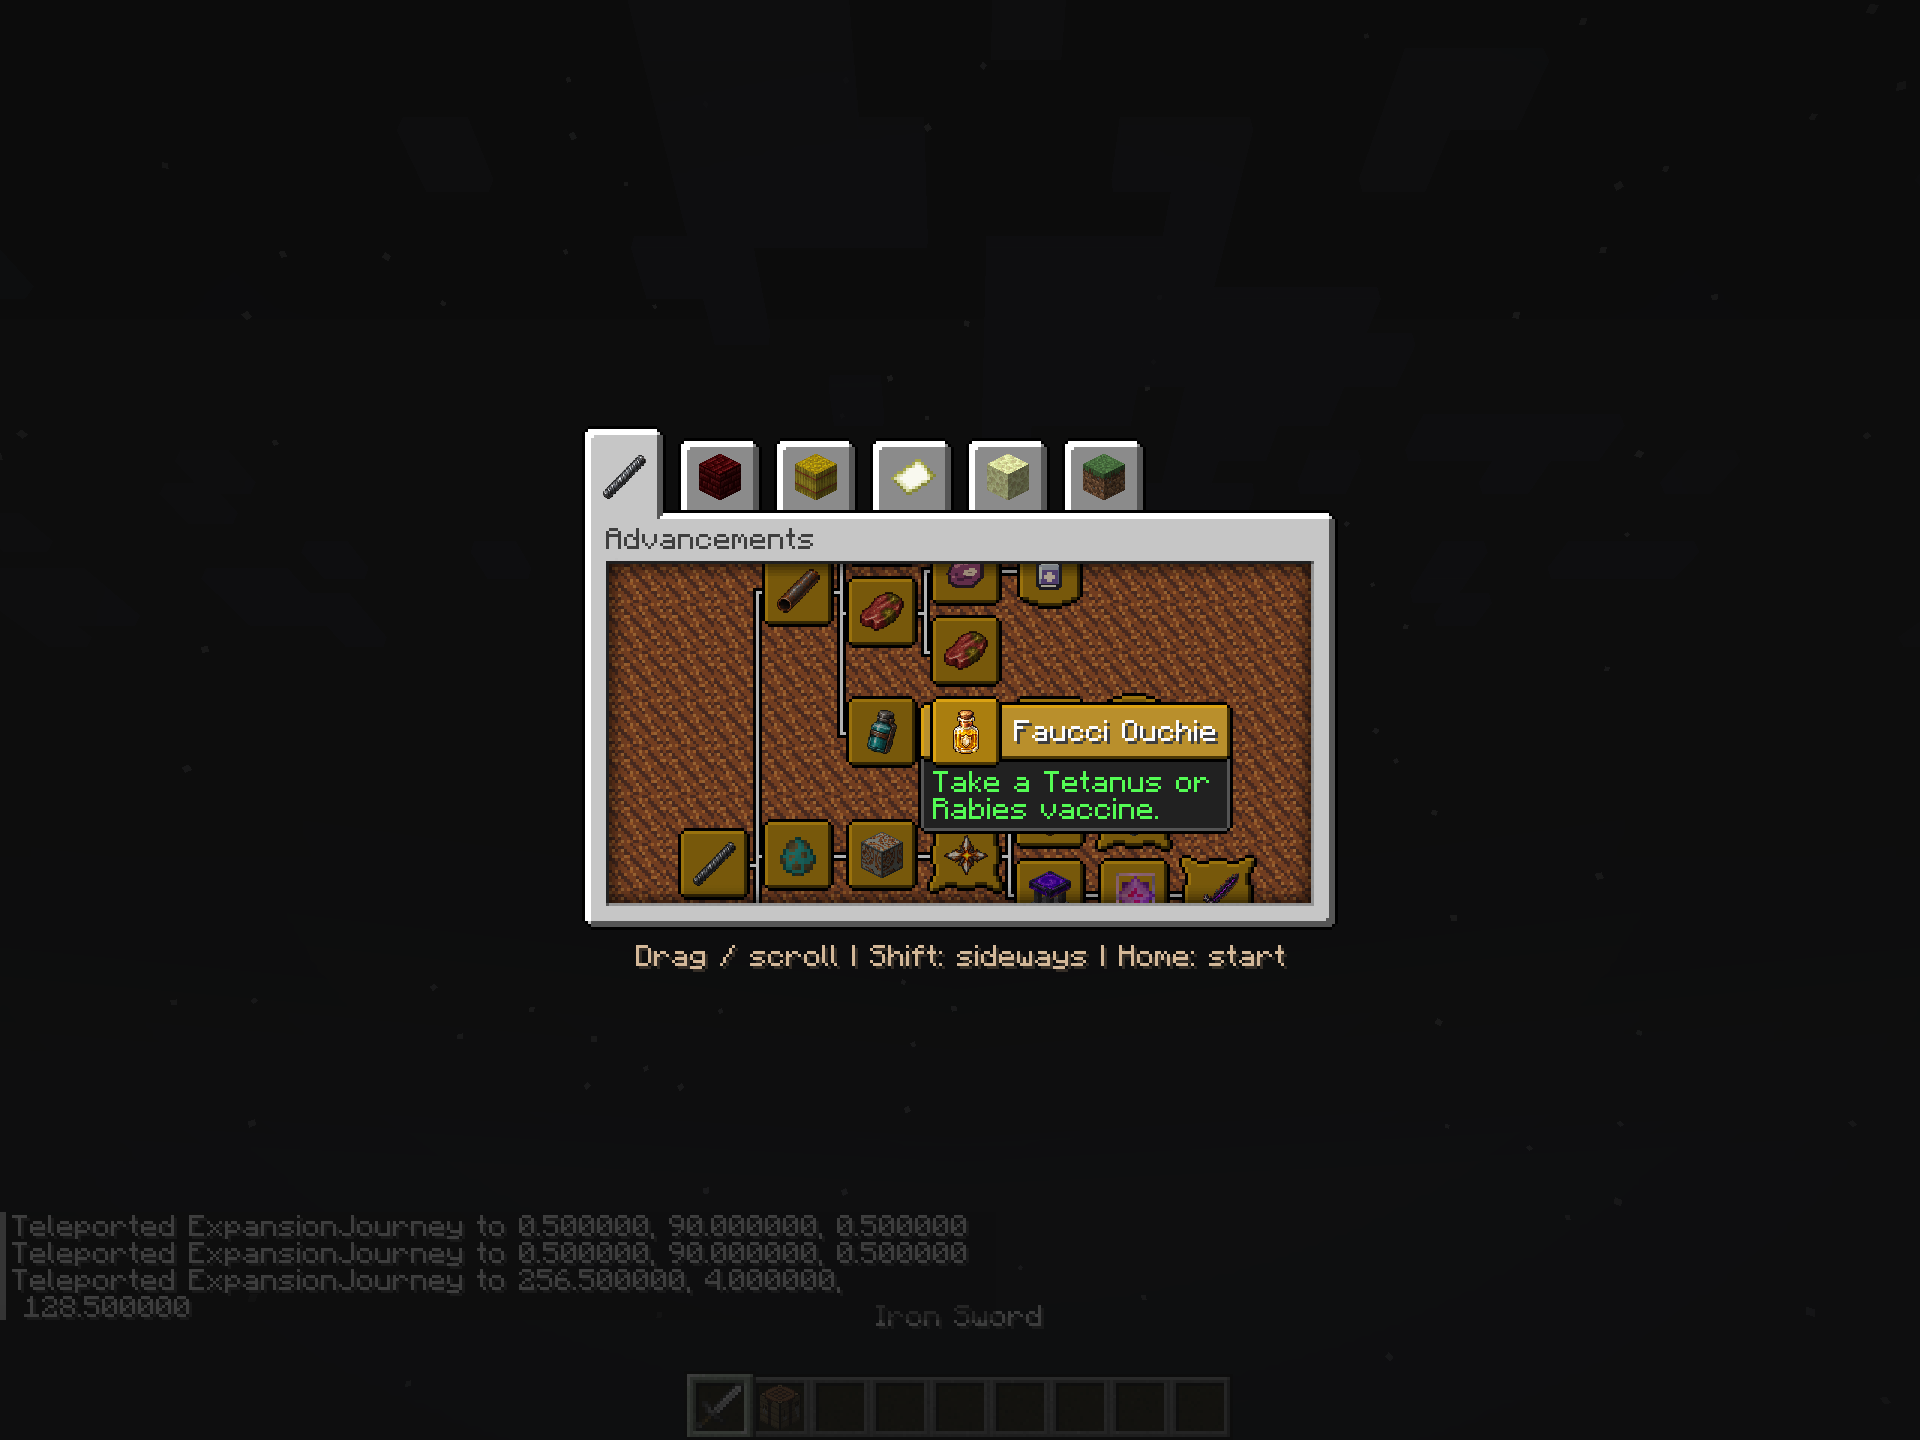 Advancements
Faucci Ouchie
Take a Tetanus or
Rabies vaccine.
Drag / scroll | Shift: sideways | Home: start
Teleported ExpansionJourney to 0.500000, 90.000000, 0.500000
Teleported ExpansionJourney to 0.500000, 90.000000, 0.500000
Teleported ExpansionJourney to 256.500000, 4.000000,
128.500000
Iron Sword